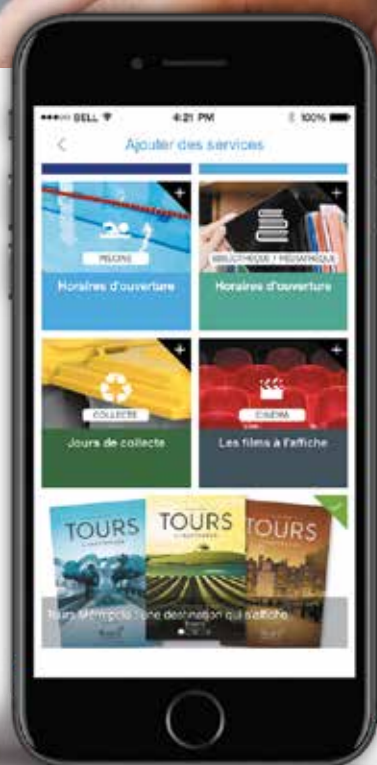 BELL 4:21 PM 100%
Ajouter des services
PISCINE
Horaires d'ouverture
BIBLIOTHÈQUE / MÉDIATHÈQUE
Horaires d'ouverture
COLLECTE
Jours de collecte
CINÉMA
Les films à l'affiche
TOURS
TOURS
TOURS
Tours Métropole : une destination qui s'affiche